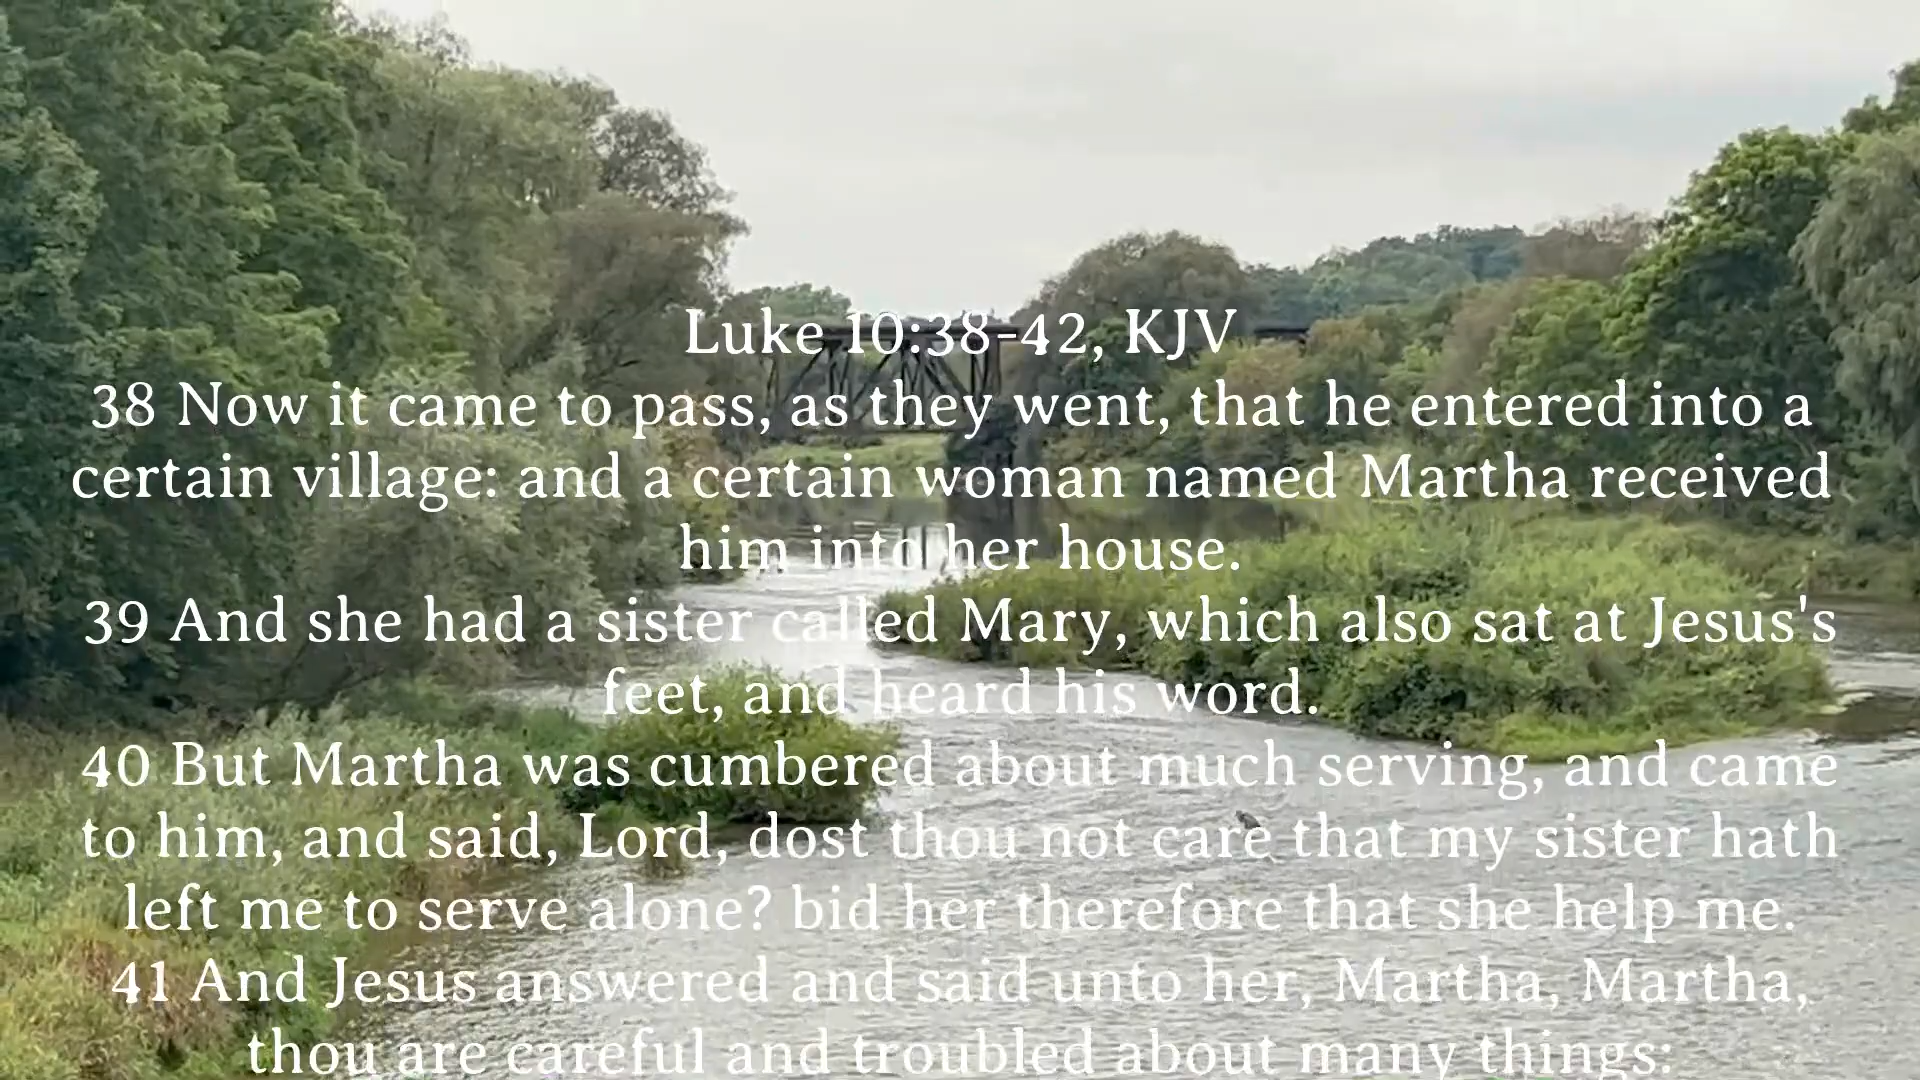 Luke 10:38-42, KJV
38 Now it came to pass, as they went, that he entered into a
certain village: and a certain woman named Martha received
him into her house.
39 And she had a sister called Mary, which also sat at Jesus's
feet, and heard his word.
40 But Martha was cumbered about much serving, and came
to him, and said, Lord, dost thou not care that my sister hath
left me to serve alone? bid her therefore that she help me.
41 And Jesus answered and said unto her, Martha, Martha,
thou are careful and troubled about many things: